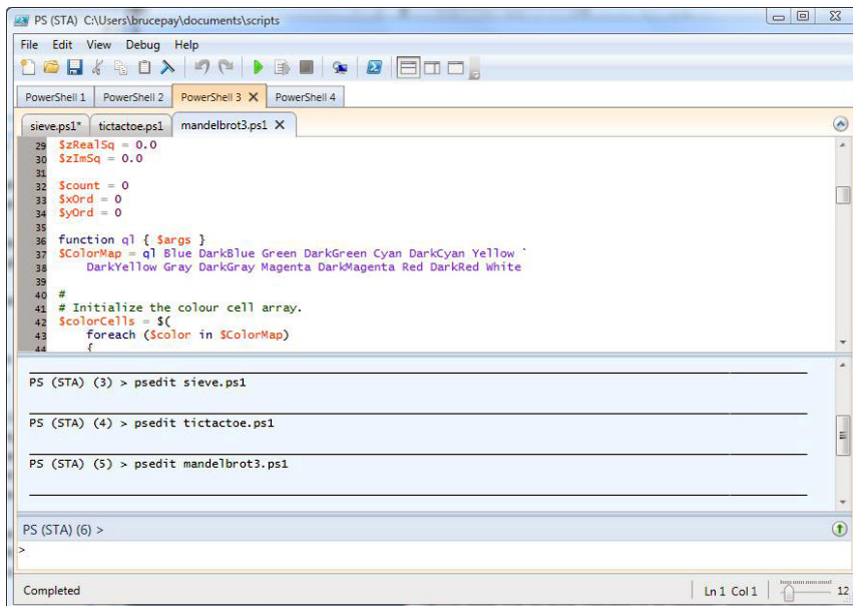 PS (STA) C:\Users\brucepay\documents\scripts
File Edit View Debug Help
PowerShell 1 PowerShell 2 PowerShell 3 X PowerShell 4
sieve.ps1* tictactoe.ps1 mandelbrot3.ps1 X
29 $zRealSq = 0.0
30 $zImSq = 0.0
31
32 $count = 0
33 $xOrd = 0
34 $yOrd = 0
35
36 function ql { $args }
37 $ColorMap = ql Blue DarkBlue Green DarkGreen Cyan DarkCyan Yellow `
38 DarkYellow Gray DarkGray Magenta DarkMagenta Red DarkRed White
39
40 #
41 # Initialize the colour cell array.
42 $colorCells = $(
43 foreach ($color in $ColorMap)
44 {
PS (STA) (3) > psedit sieve.ps1
PS (STA) (4) > psedit tictactoe.ps1
PS (STA) (5) > psedit mandelbrot3.ps1
PS (STA) (6) >
>
Completed Ln 1 Col 1 12